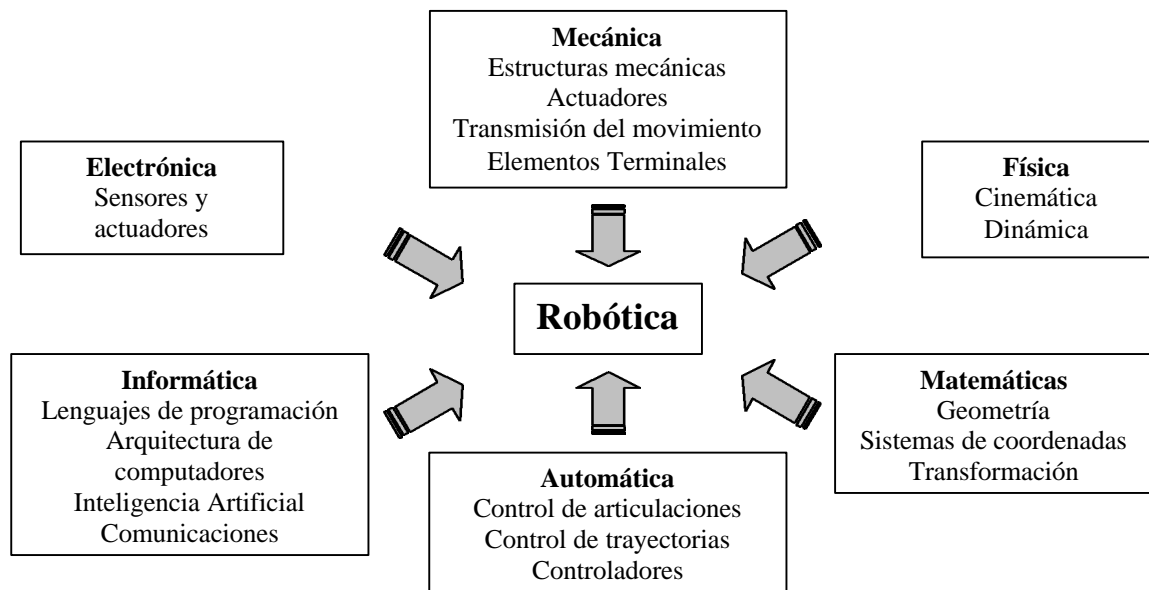 Mecánica
Estructuras mecánicas
Actuadores
Transmisión del movimiento
Elementos Terminales
Electrónica
Sensores y
actuadores
Física
Cinemática
Dinámica
Robótica
Informática
Lenguajes de programación
Arquitectura de
computadores
Inteligencia Artificial
Comunicaciones
Automática
Control de articulaciones
Control de trayectorias
Controladores
Matemáticas
Geometría
Sistemas de coordenadas
Transformación